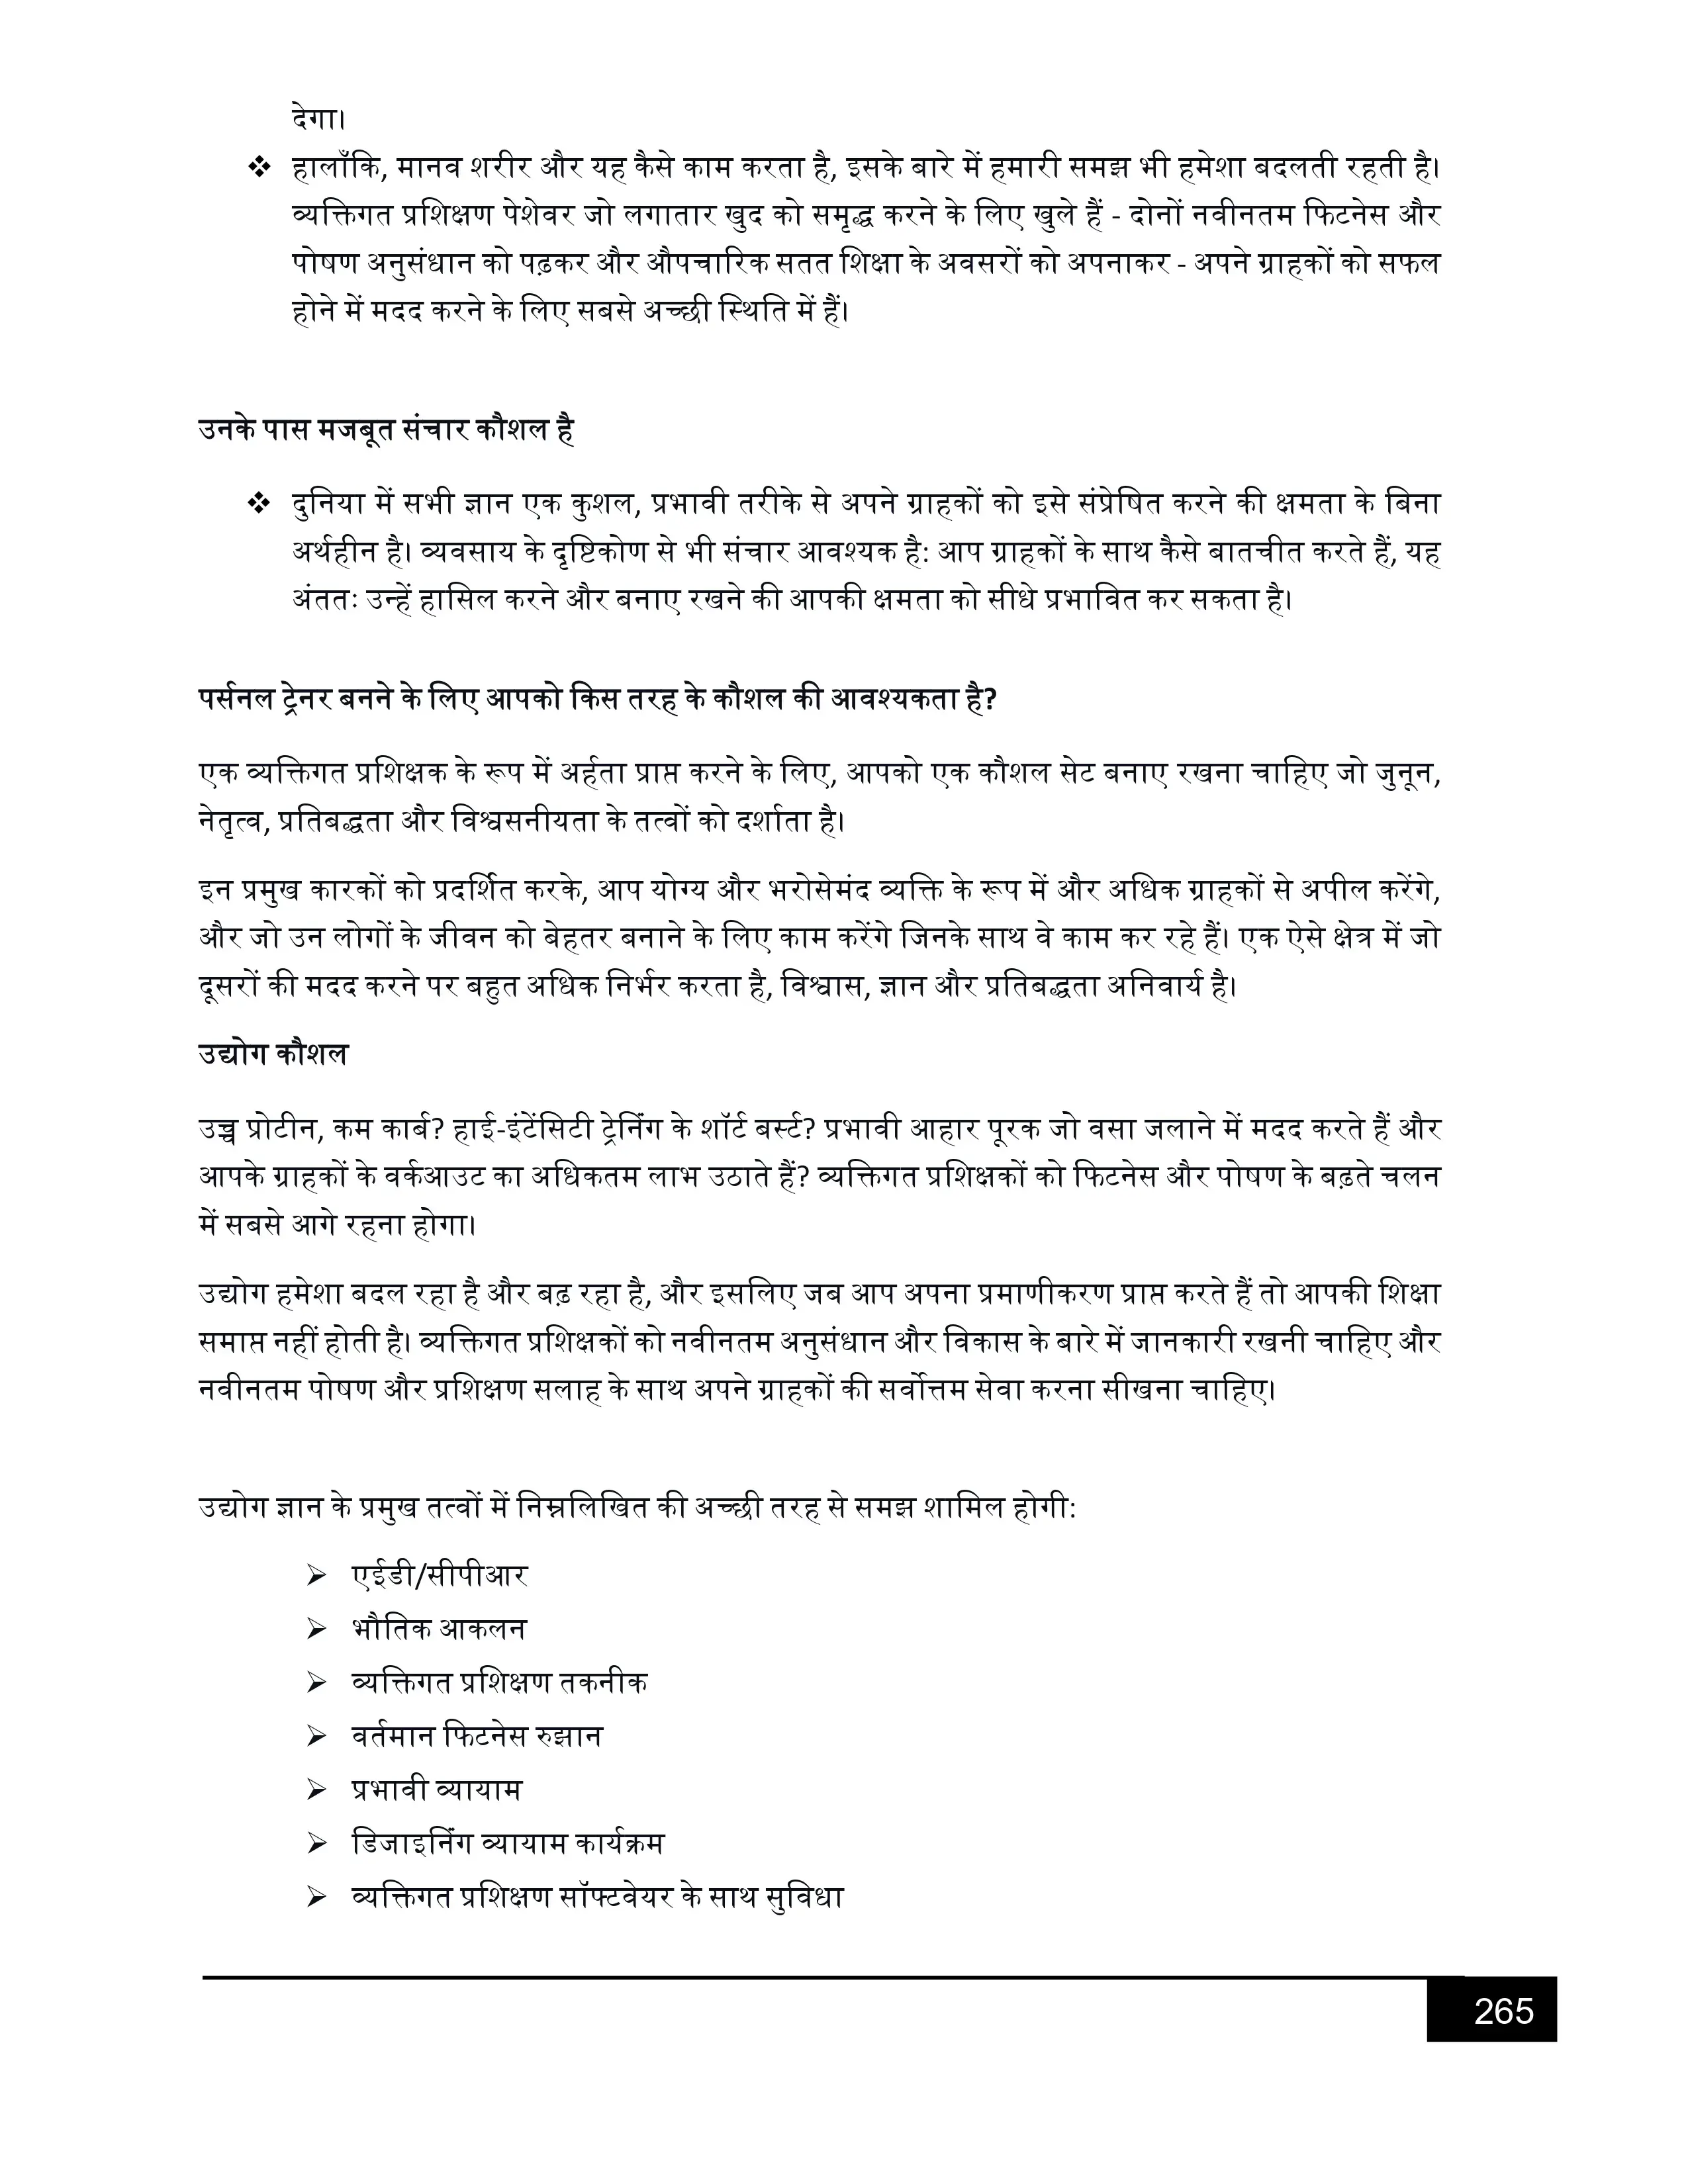 देगा।
❖ हालाँकि, मानव शरीर और यह कैसे काम करता है, इसके बारे में हमारी समझ भी हमेशा बदलती रहती है।
व्यक्तिगत प्रशिक्षण पेशेवर जो लगातार खुद को समृद्ध करने के लिए खुले हैं - दोनों नवीनतम फिटनेस और
पोषण अनुसंधान को पढ़कर और औपचारिक सतत शिक्षा के अवसरों को अपनाकर - अपने ग्राहकों को सफल
होने में मदद करने के लिए सबसे अच्छी स्थिति में हैं।
उनके पास मजबूत संचार कौशल है
❖ दुनिया में सभी ज्ञान एक कुशल, प्रभावी तरीके से अपने ग्राहकों को इसे संप्रेषित करने की क्षमता के बिना
अर्थहीन है। व्यवसाय के दृष्टिकोण से भी संचार आवश्यक है: आप ग्राहकों के साथ कैसे बातचीत करते हैं, यह
अंततः उन्हें हासिल करने और बनाए रखने की आपकी क्षमता को सीधे प्रभावित कर सकता है।
पर्सनल ट्रेनर बनने के लिए आपको किस तरह के कौशल की आवश्यकता है?
एक व्यक्तिगत प्रशिक्षक के रूप में अर्हता प्राप्त करने के लिए, आपको एक कौशल सेट बनाए रखना चाहिए जो जुनून,
नेतृत्व, प्रतिबद्धता और विश्वसनीयता के तत्वों को दर्शाता है।
इन प्रमुख कारकों को प्रदर्शित करके, आप योग्य और भरोसेमंद व्यक्ति के रूप में और अधिक ग्राहकों से अपील करेंगे,
और जो उन लोगों के जीवन को बेहतर बनाने के लिए काम करेंगे जिनके साथ वे काम कर रहे हैं। एक ऐसे क्षेत्र में जो
दूसरों की मदद करने पर बहुत अधिक निर्भर करता है, विश्वास, ज्ञान और प्रतिबद्धता अनिवार्य है।
उद्योग कौशल
उच्च प्रोटीन, कम कार्ब? हाई-इंटेंसिटी ट्रेनिंग के शॉर्ट बर्स्ट? प्रभावी आहार पूरक जो वसा जलाने में मदद करते हैं और
आपके ग्राहकों के वर्कआउट का अधिकतम लाभ उठाते हैं? व्यक्तिगत प्रशिक्षकों को फिटनेस और पोषण के बढ़ते चलन
में सबसे आगे रहना होगा।
उद्योग हमेशा बदल रहा है और बढ़ रहा है, और इसलिए जब आप अपना प्रमाणीकरण प्राप्त करते हैं तो आपकी शिक्षा
समाप्त नहीं होती है। व्यक्तिगत प्रशिक्षकों को नवीनतम अनुसंधान और विकास के बारे में जानकारी रखनी चाहिए और
नवीनतम पोषण और प्रशिक्षण सलाह के साथ अपने ग्राहकों की सर्वोत्तम सेवा करना सीखना चाहिए।
उद्योग ज्ञान के प्रमुख तत्वों में निम्नलिखित की अच्छी तरह से समझ शामिल होगी:
➢ एईडी/सीपीआर
➢ भौतिक आकलन
➢ व्यक्तिगत प्रशिक्षण तकनीक
➢ वर्तमान फिटनेस रुझान
➢ प्रभावी व्यायाम
➢ डिजाइनिंग व्यायाम कार्यक्रम
➢ व्यक्तिगत प्रशिक्षण सॉफ्टवेयर के साथ सुविधा
265